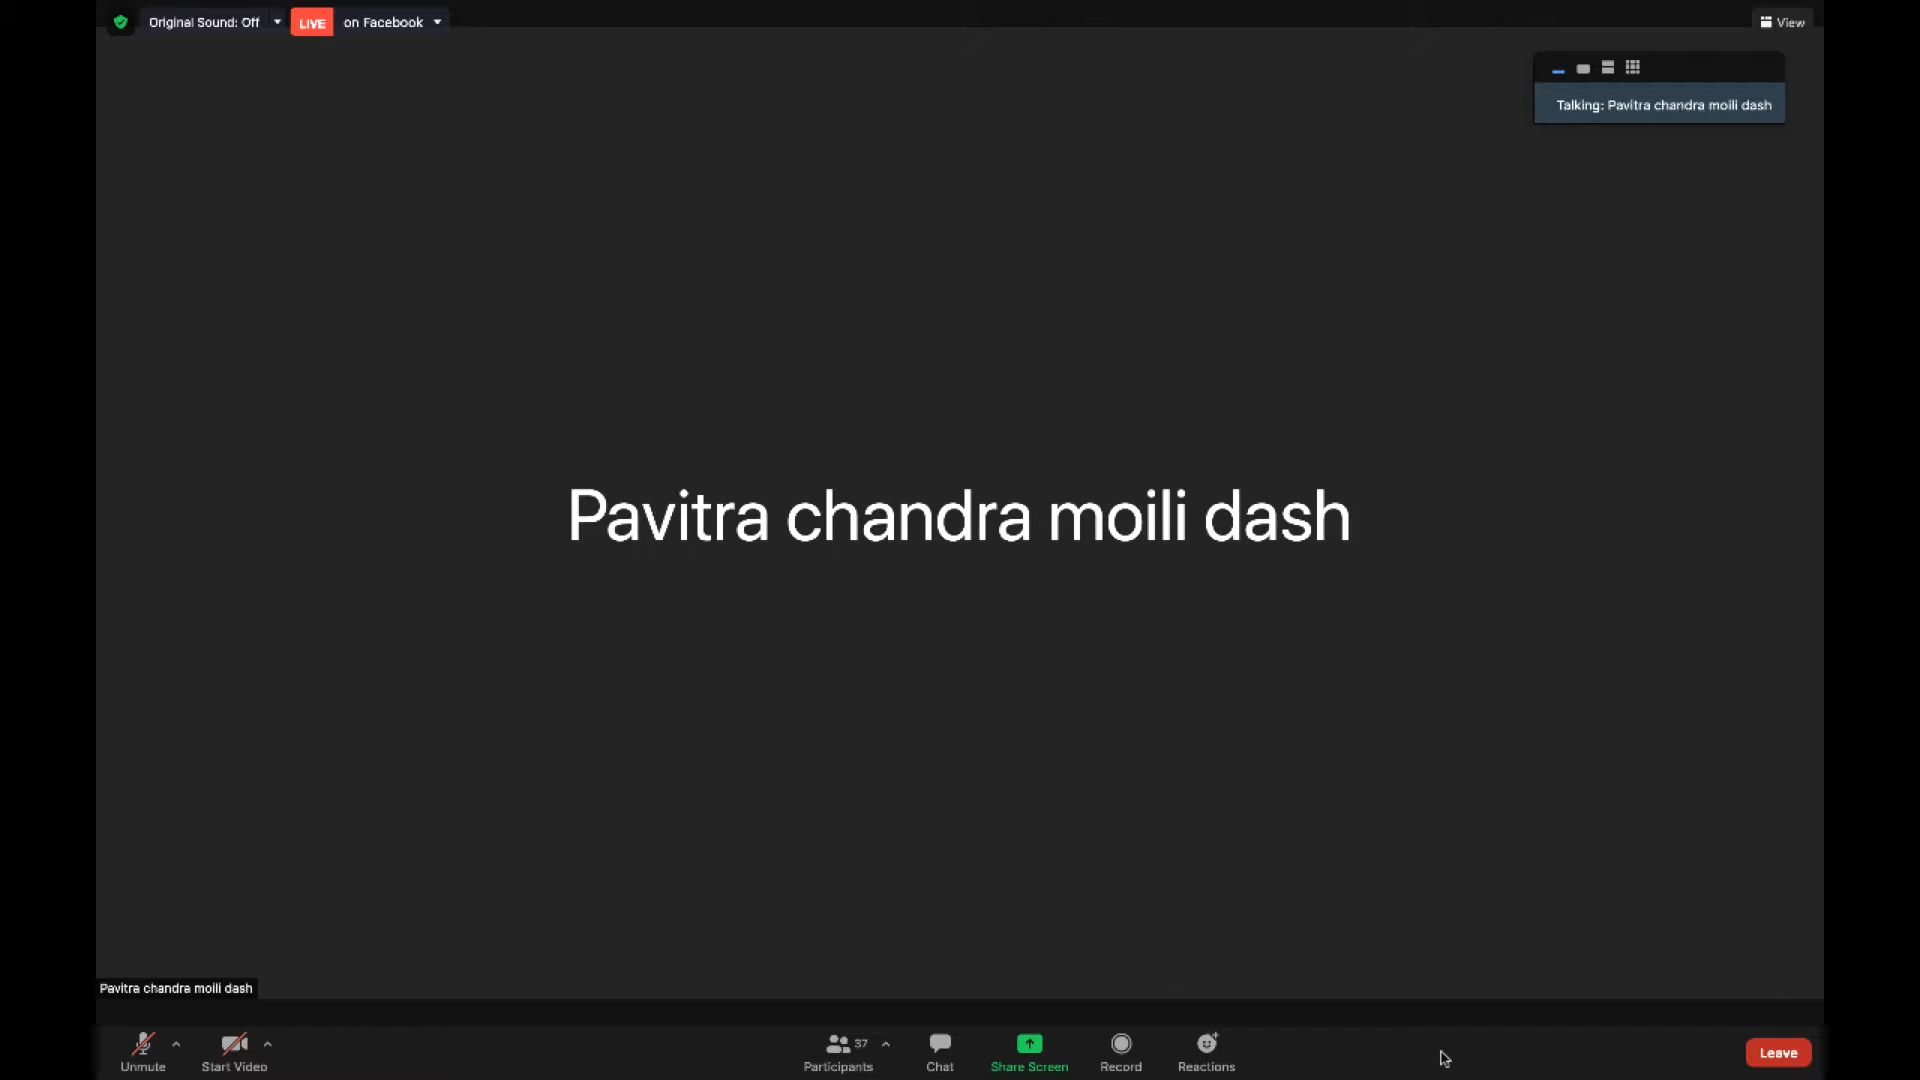 Original Sound: Off
LIVE on Facebook
View
Talking: Pavitra chandra moili dash
Pavitra chandra moili dash
Pavitra chandra moili dash
Unmute
Start Video
37
Participants
Chat
Share Screen
Record
Reactions
Leave